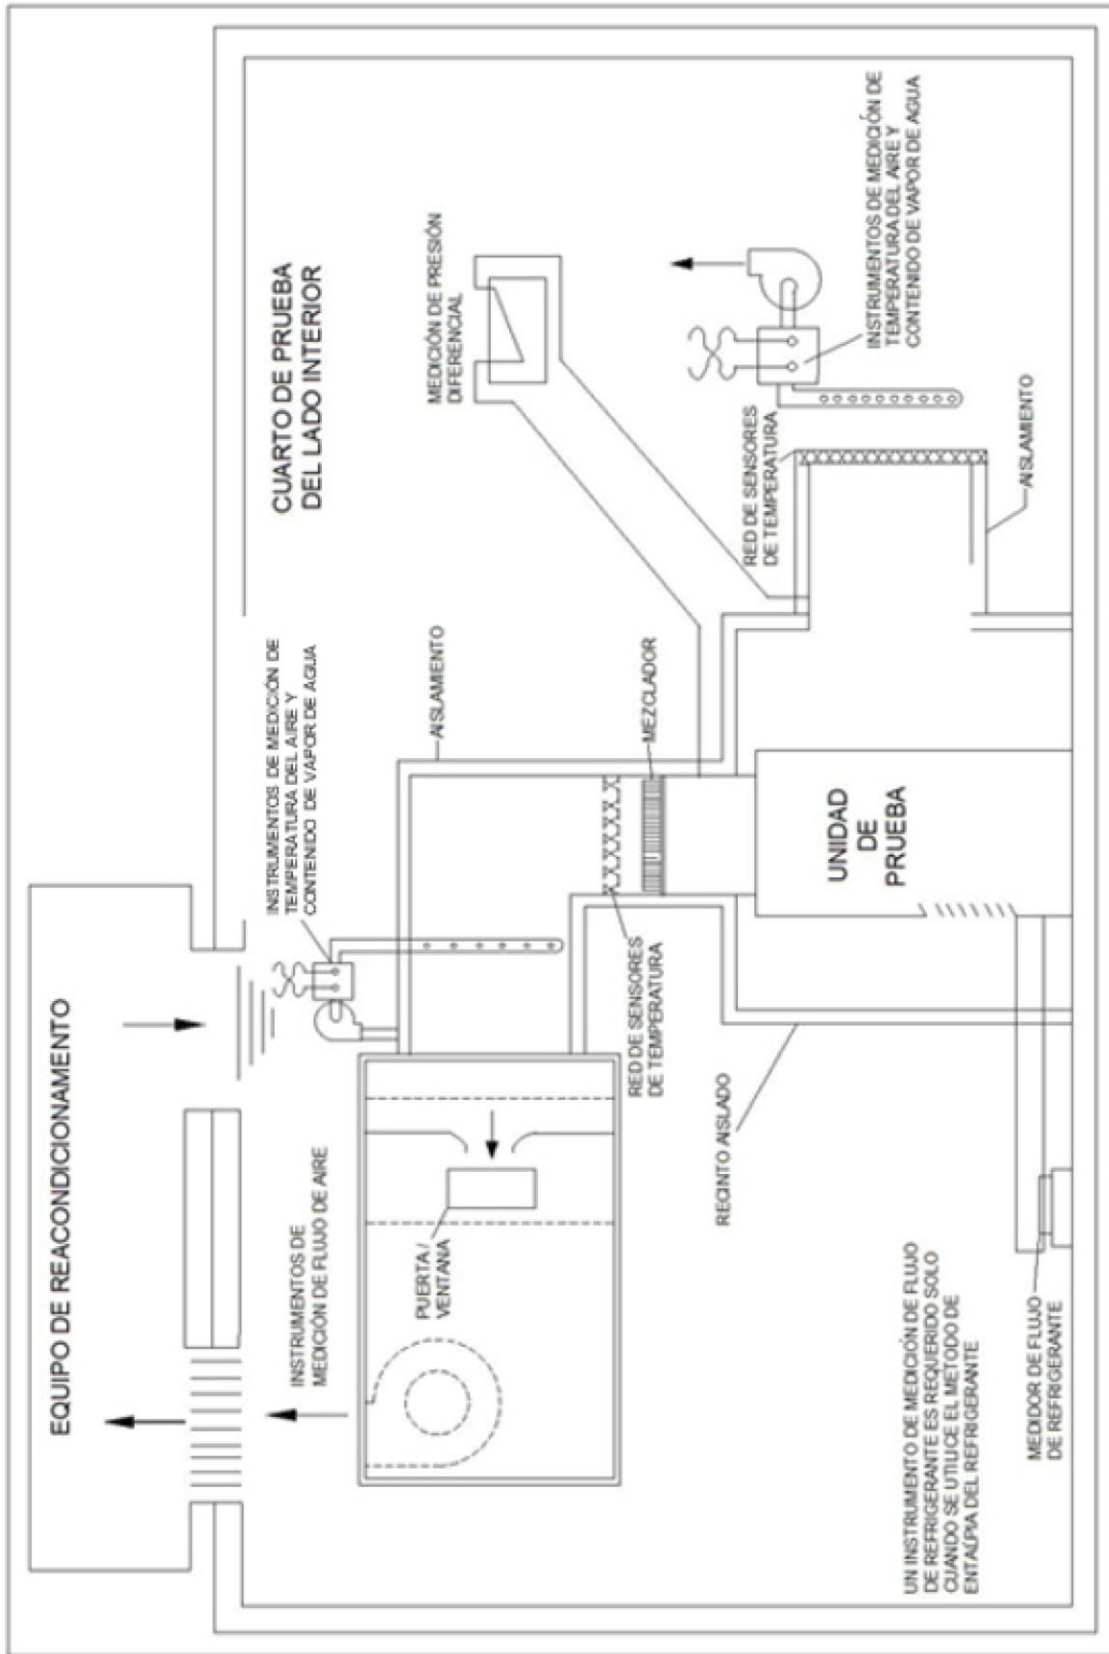 EQUIPO DE REACONDICIONAMENTO
INSTRUMENTOS DE
MEDICIÓN DE FLUJO DE AIRE
INSTRUMENTOS DE MEDICIÓN DE
TEMPERATURA DEL AIRE Y
CONTENIDO DE VAPOR DE AGUA
CUARTO DE PRUEBA
DEL LADO INTERIOR
PUERTA /
VENTANA
AISLAMIENTO
MEDICIÓN DE PRESIÓN
DIFERENCIAL
RED DE SENSORES
DE TEMPERATURA
MEZCLADOR
RECINTO AISLADO
RED DE SENSORES
DE TEMPERATURA
INSTRUMENTOS DE MEDICIÓN DE
TEMPERATURA DEL AIRE Y
CONTENIDO DE VAPOR DE AGUA
UNIDAD
DE
PRUEBA
AISLAMIENTO
UN INSTRUMENTO DE MEDICIÓN DE FLUJO
DE REFRIGERANTE ES REQUERIDO SOLO
CUANDO SE UTILICE EL METODO DE
ENTALPIA DEL REFRIGERANTE
MEDIDOR DE FLUJO
DE REFRIGERANTE